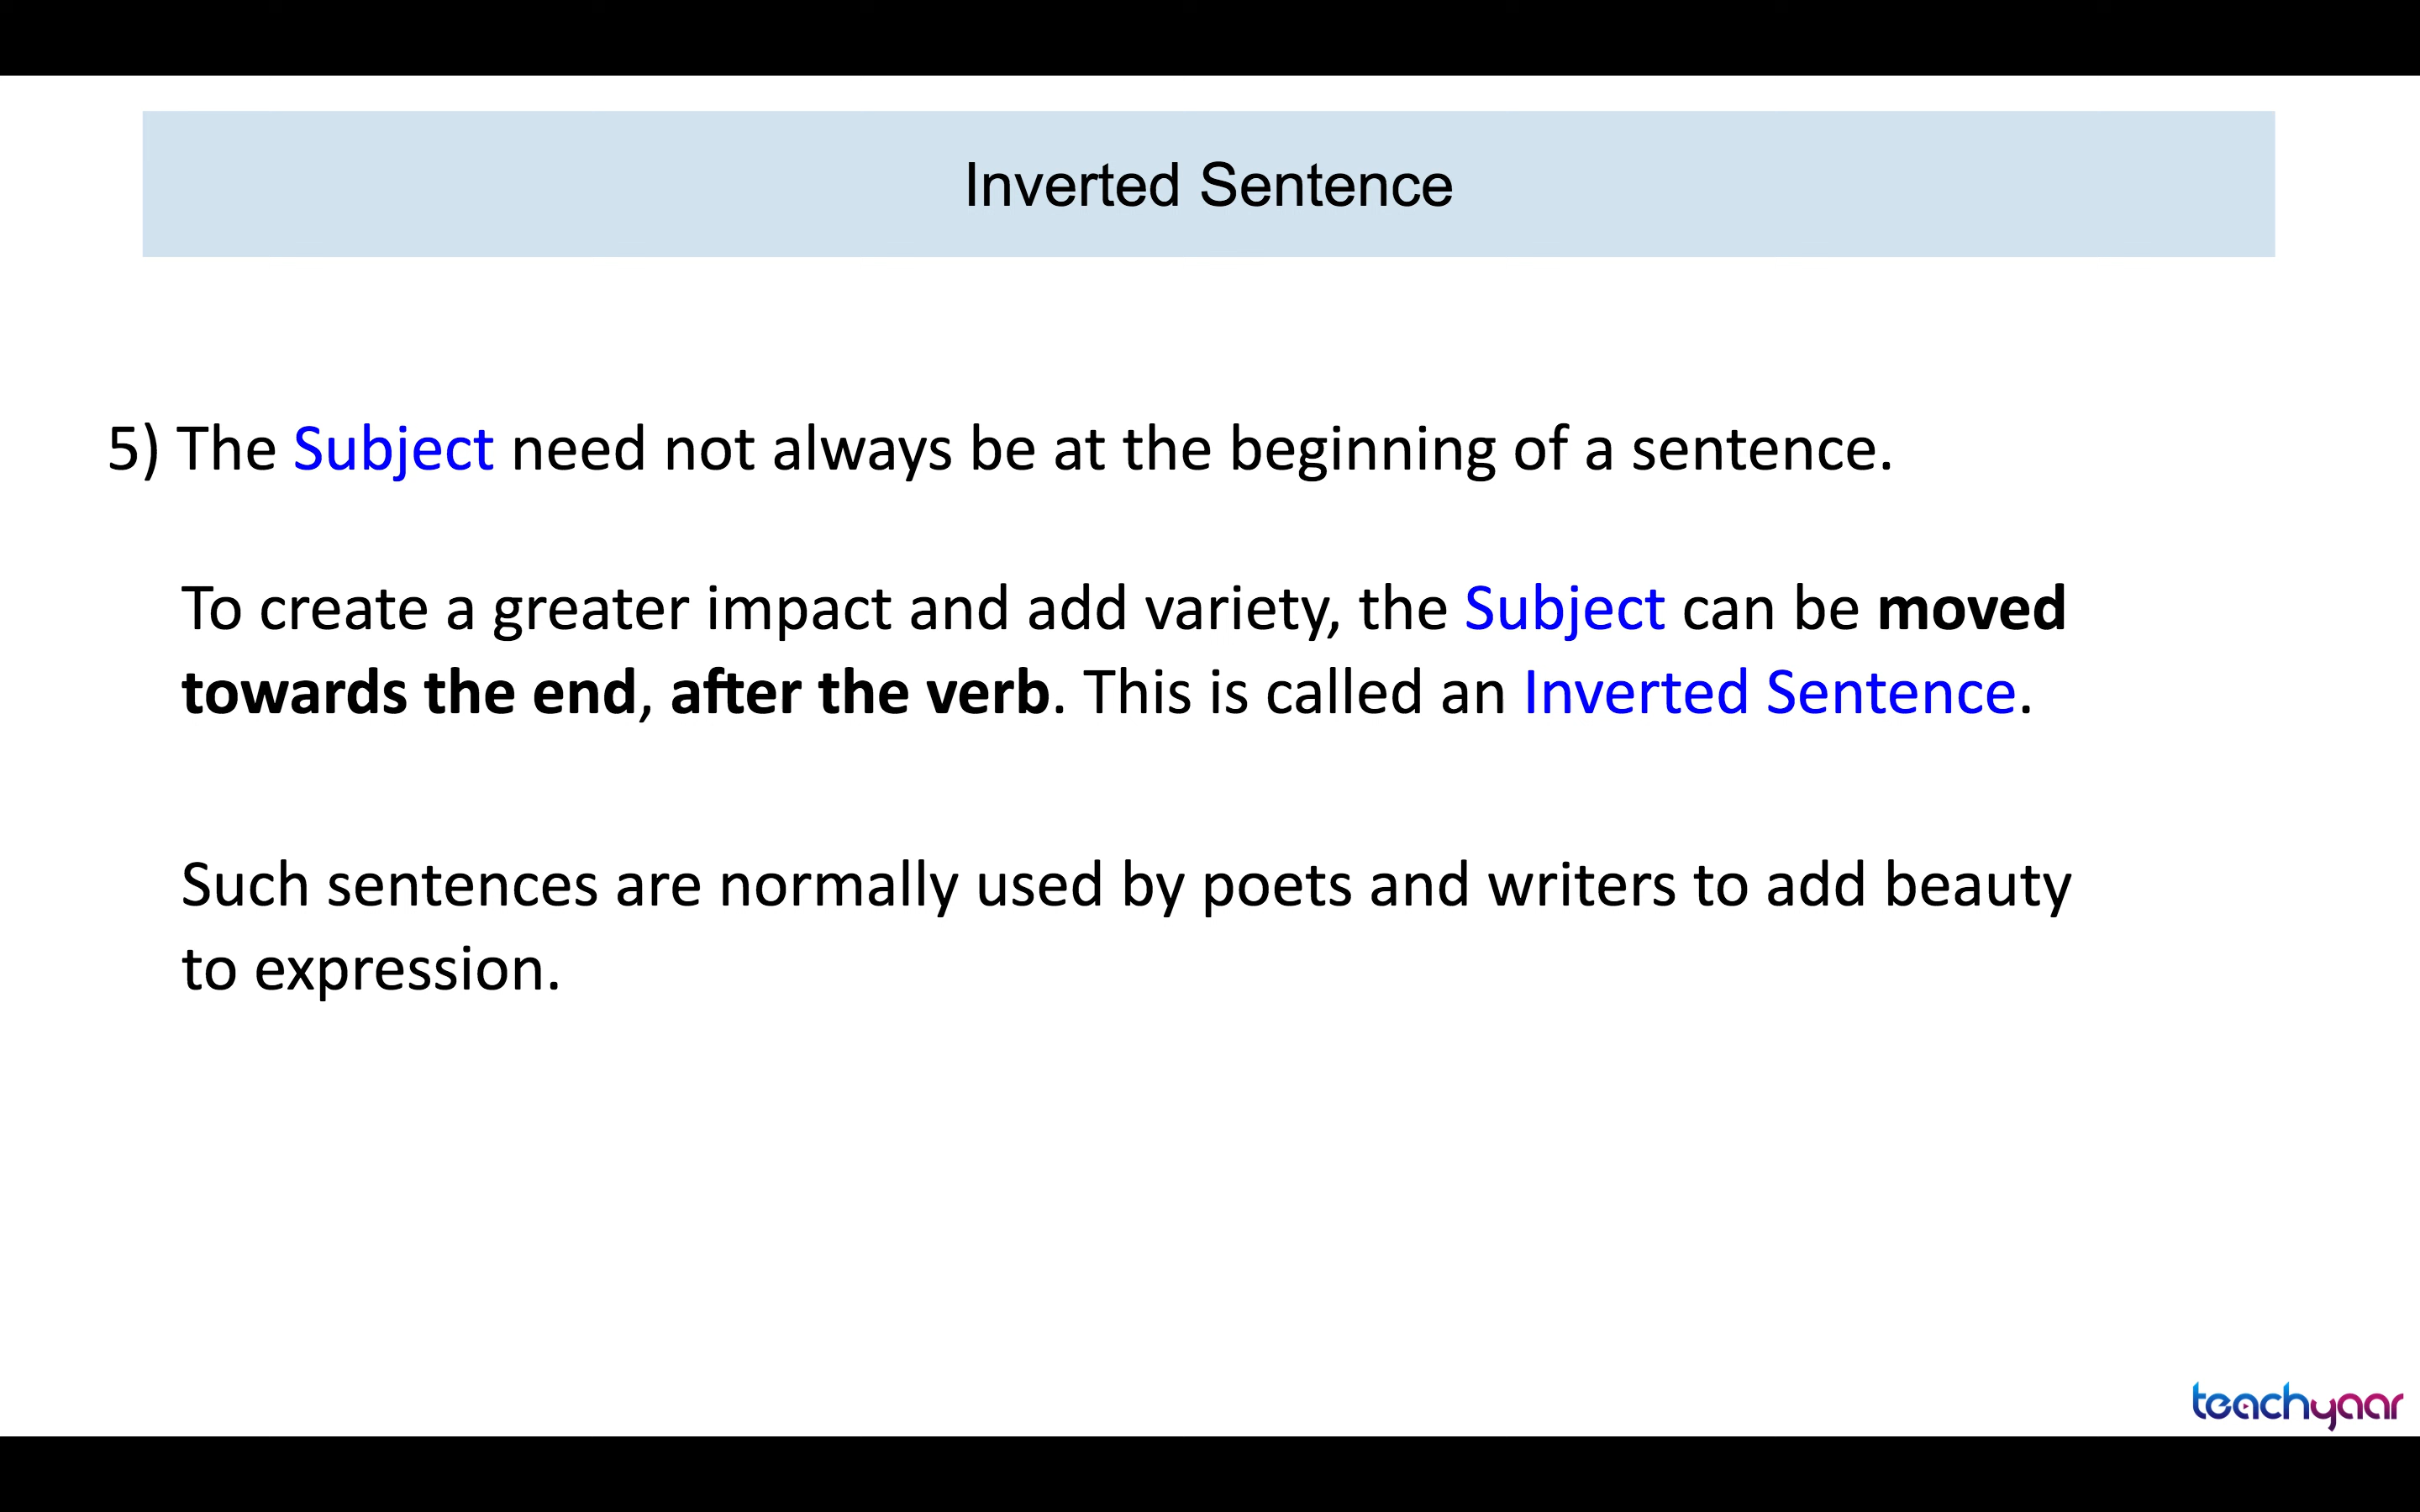 Inverted Sentence
5) The Subject need not always be at the beginning of a sentence.
To create a greater impact and add variety, the Subject can be moved
towards the end, after the verb. This is called an Inverted Sentence.
Such sentences are normally used by poets and writers to add beauty
to expression.
teachyaar